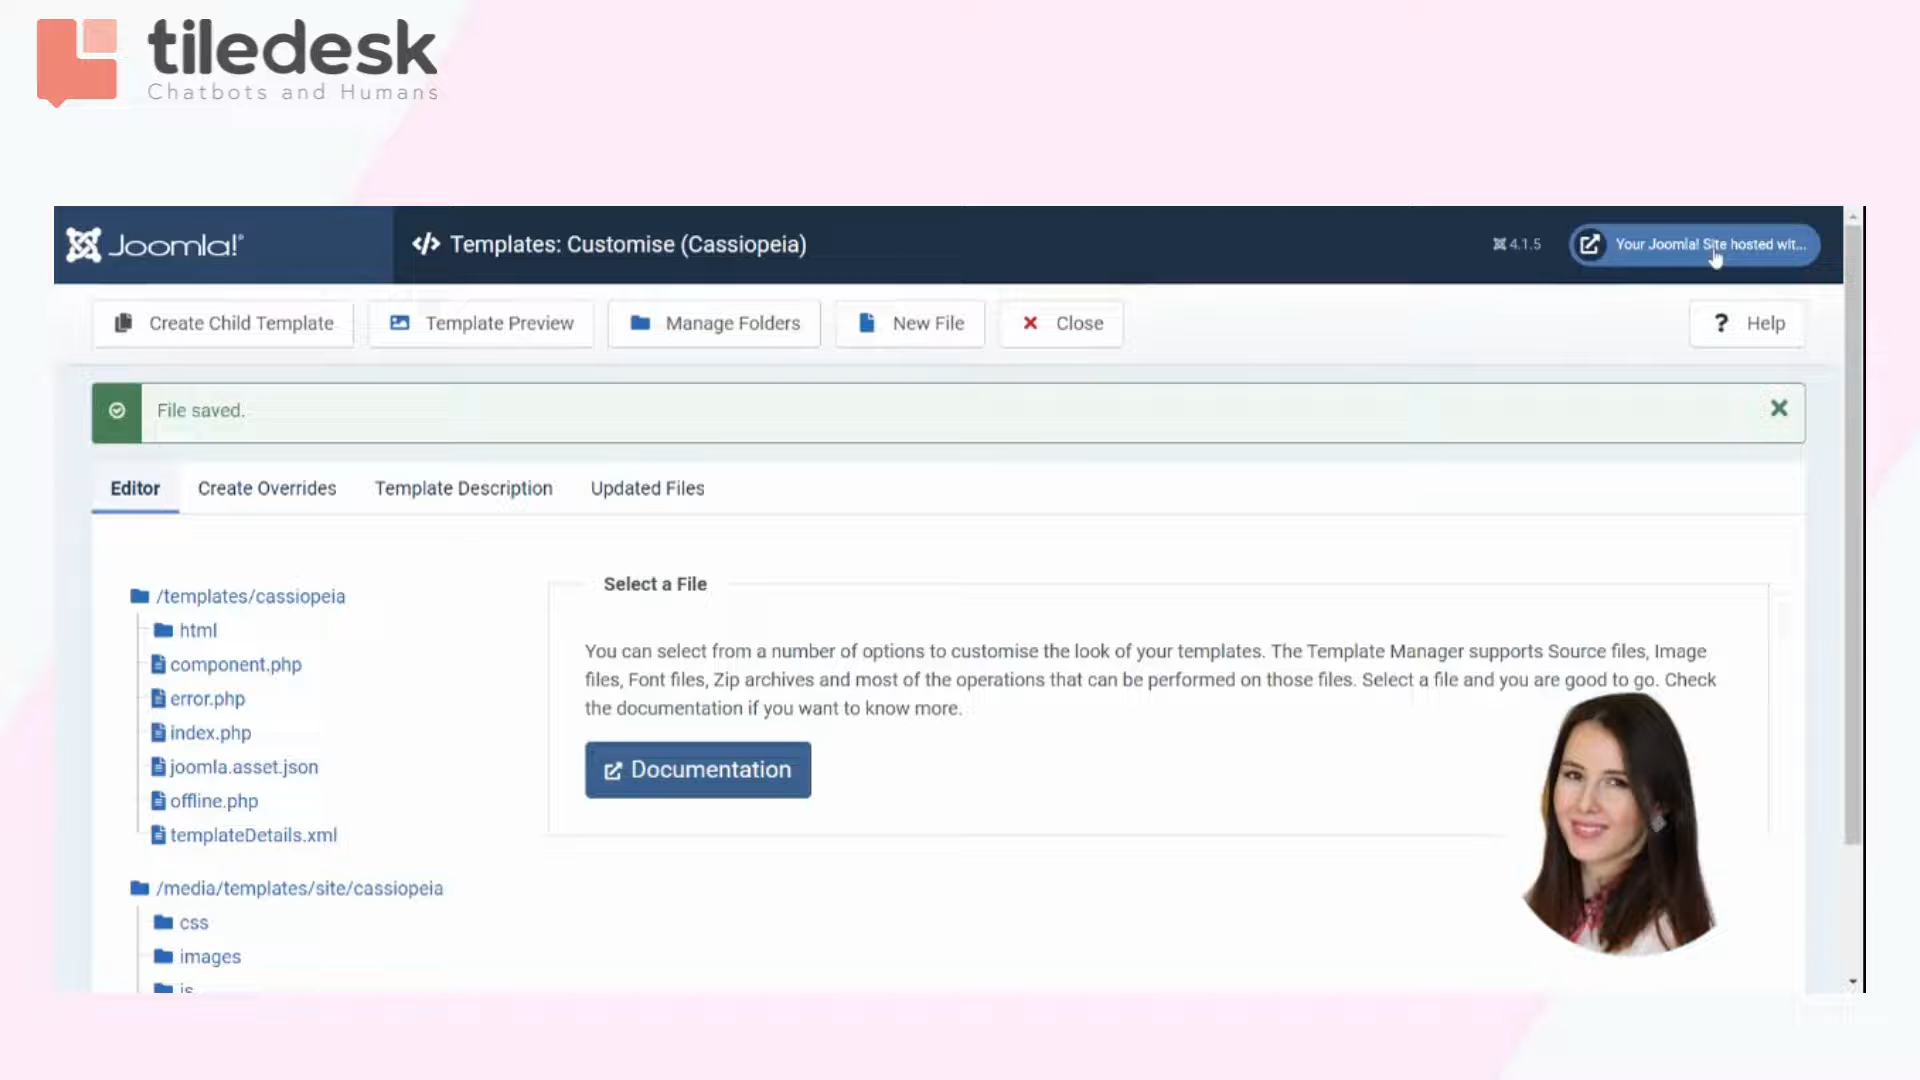 tiledesk
Chatbots and Humans
Joomla!
</> Templates: Customise (Cassiopeia)
4.1.5
Your Joomla! Site hosted wit...
Create Child Template
Template Preview
Manage Folders
New File
Close
? Help
File saved.
Editor
Create Overrides
Template Description
Updated Files
/templates/cassiopeia
html
component.php
error.php
index.php
joomla.asset.json
offline.php
templateDetails.xml
/media/templates/site/cassiopeia
css
images
js
Select a File
You can select from a number of options to customise the look of your templates. The Template Manager supports Source files, Image
files, Font files, Zip archives and most of the operations that can be performed on those files. Select a file and you are good to go. Check
the documentation if you want to know more.
Documentation